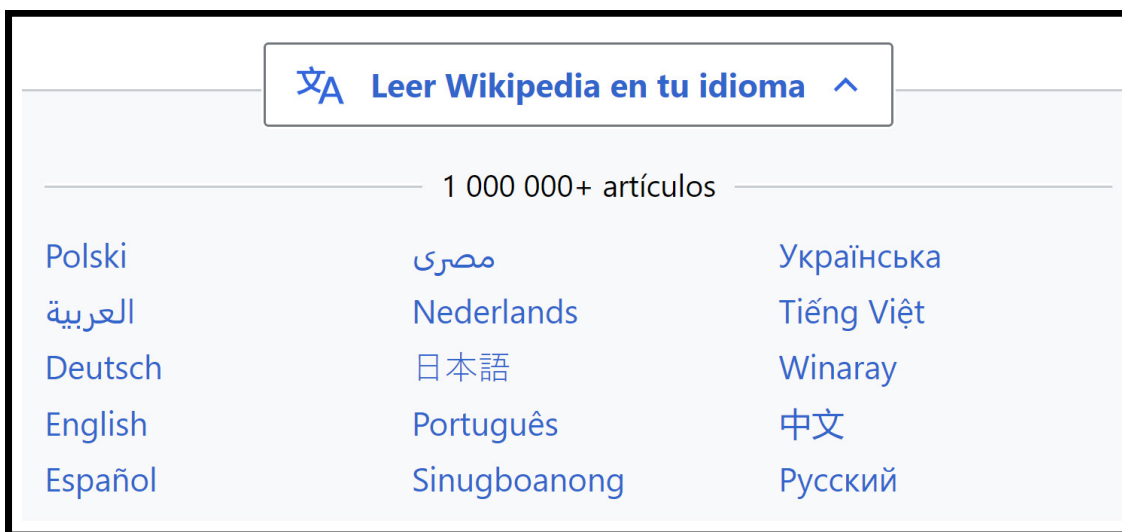 文A Leer Wikipedia en tu idioma
1 000 000+ artículos
Polski
العربية
Deutsch
English
Español
مصرى
Nederlands
日本語
Português
Sinugboanong
Українська
Tiếng Việt
Winaray
中文
Русский